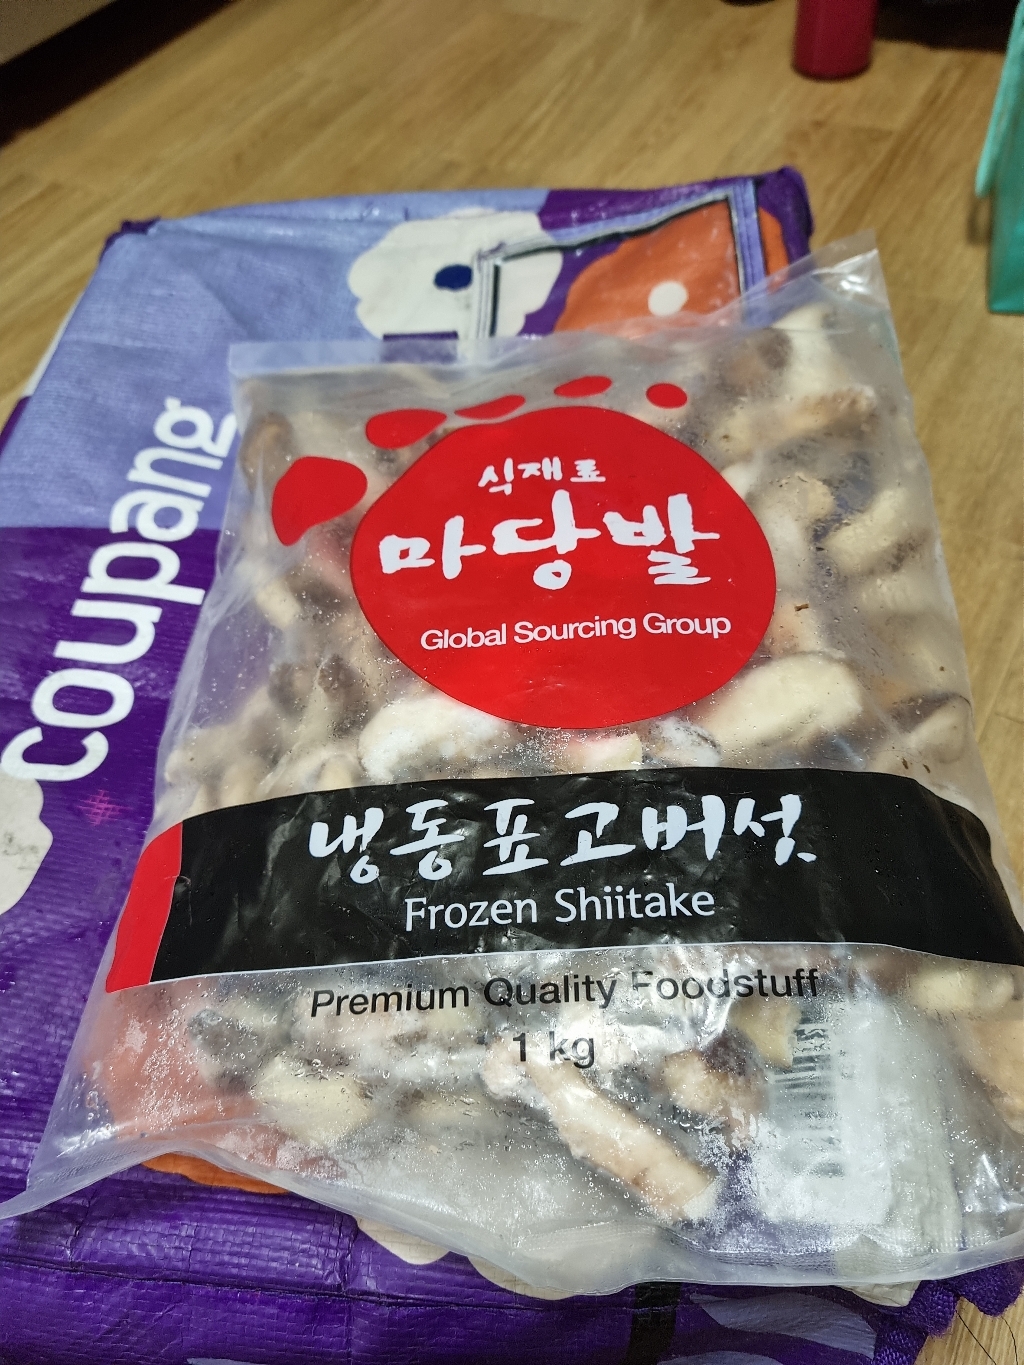 coupang
식재료
마당발
Global Sourcing Group
냉동표고버섯
Frozen Shiitake
Premium Quality Foodstuff
1 kg